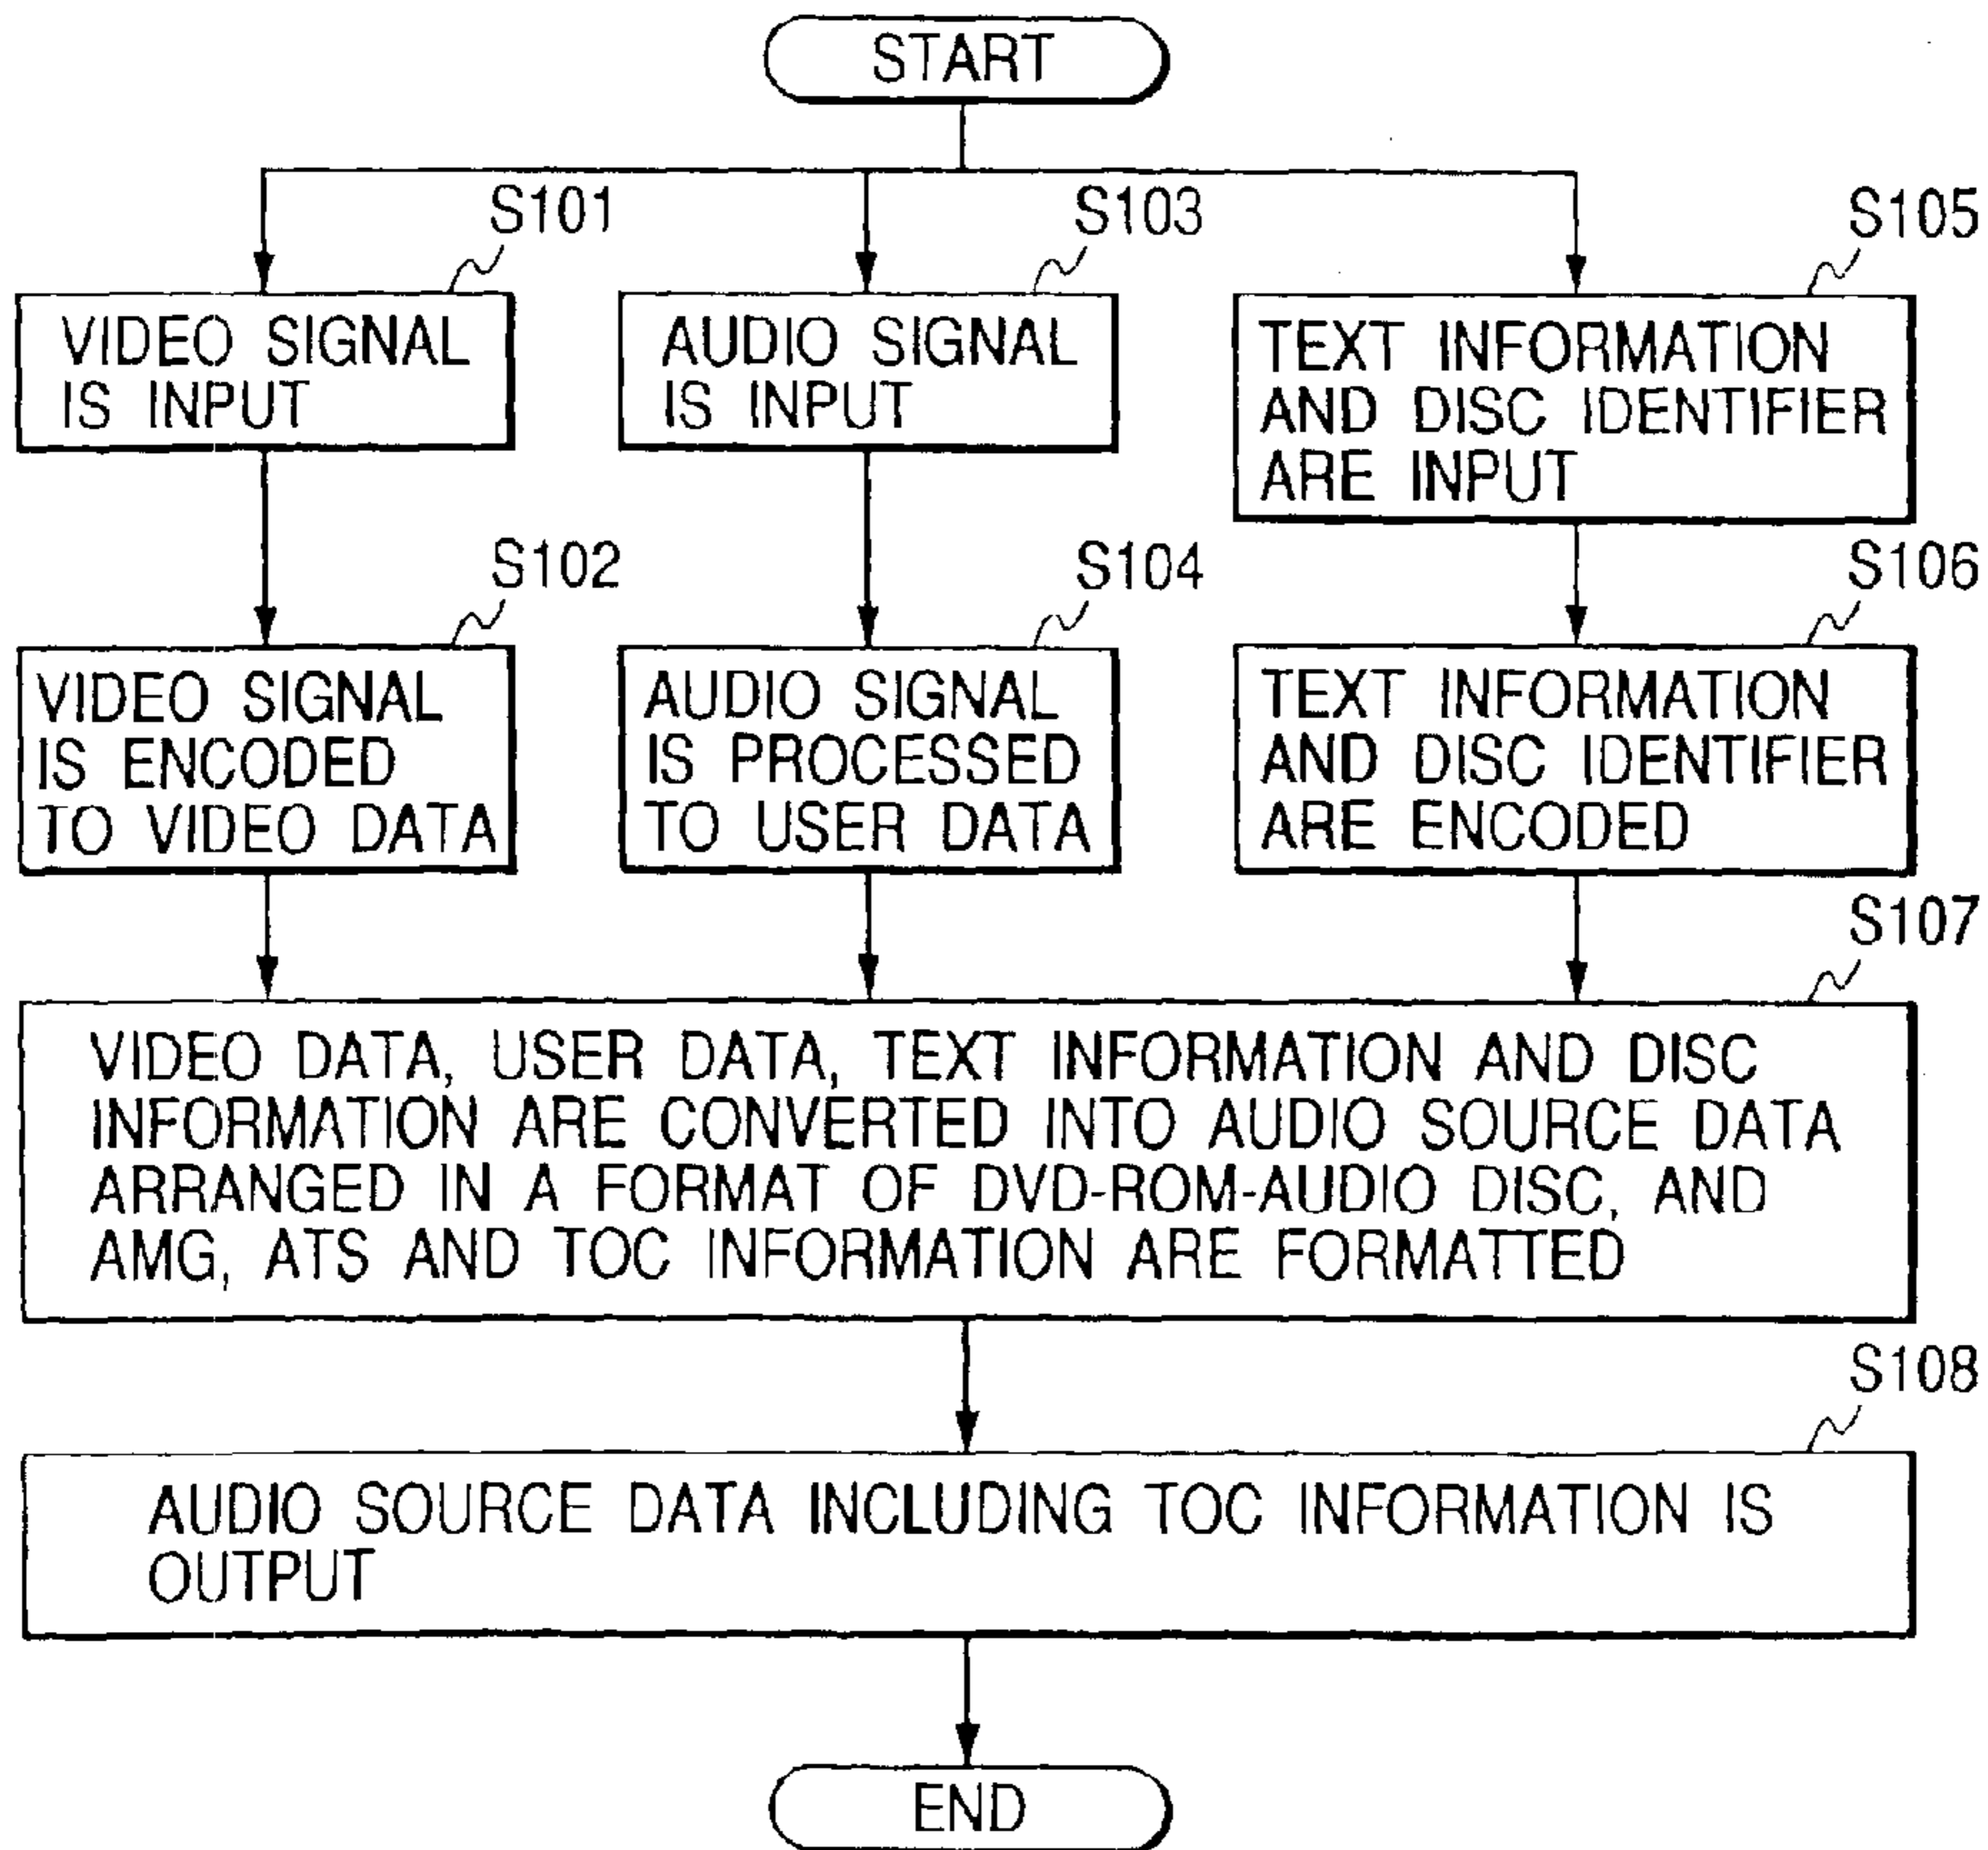 START
S101
S103
S105
VIDEO SIGNAL
IS INPUT
AUDIO SIGNAL
IS INPUT
TEXT INFORMATION
AND DISC IDENTIFIER
ARE INPUT
S102
S104
S106
VIDEO SIGNAL
IS ENCODED
TO VIDEO DATA
AUDIO SIGNAL
IS PROCESSED
TO USER DATA
TEXT INFORMATION
AND DISC IDENTIFIER
ARE ENCODED
S107
VIDEO DATA, USER DATA, TEXT INFORMATION AND DISC
INFORMATION ARE CONVERTED INTO AUDIO SOURCE DATA
ARRANGED IN A FORMAT OF DVD-ROM-AUDIO DISC, AND
AMG, ATS AND TOC INFORMATION ARE FORMATTED
S108
AUDIO SOURCE DATA INCLUDING TOC INFORMATION IS
OUTPUT
END